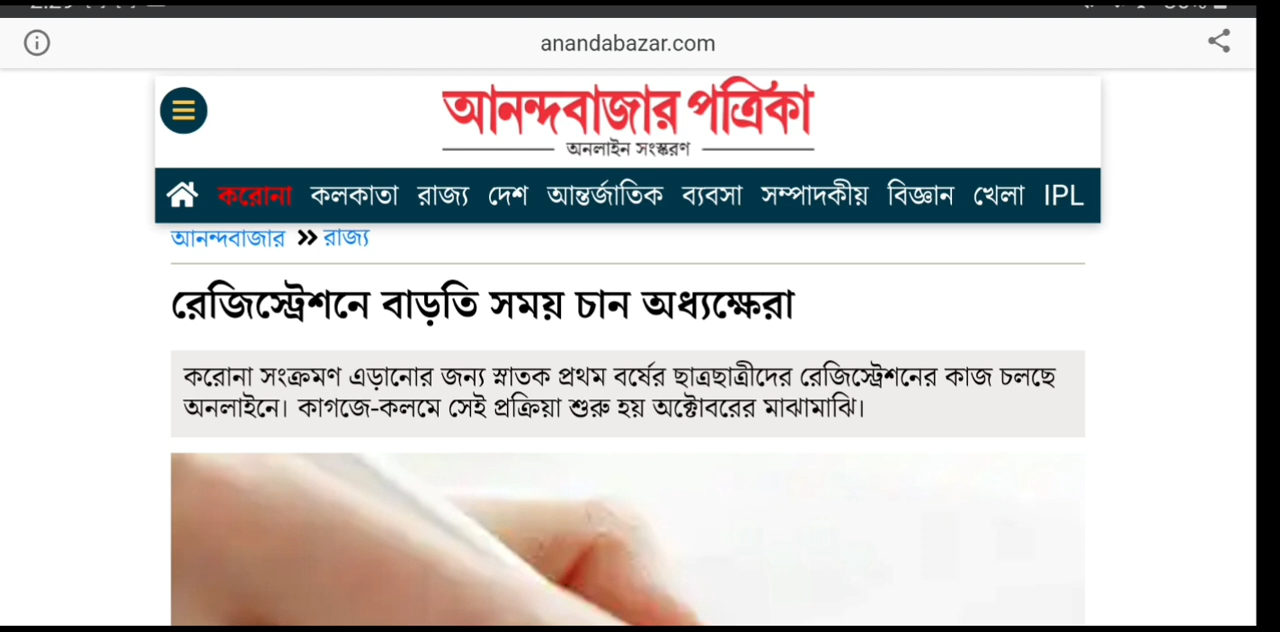 anandabazar.com
আনন্দবাজার পত্রিকা
অনলাইন সংস্করণ
করোনা কলকাতা রাজ্য দেশ আন্তর্জাতিক ব্যবসা সম্পাদকীয় বিজ্ঞান খেলা IPL
আনন্দবাজার >> রাজ্য
রেজিস্ট্রেশনে বাড়তি সময় চান অধ্যক্ষেরা
করোনা সংক্রমণ এড়ানোর জন্য স্নাতক প্রথম বর্ষের ছাত্রছাত্রীদের রেজিস্ট্রেশনের কাজ চলছে
অনলাইনে। কাগজে-কলমে সেই প্রক্রিয়া শুরু হয় অক্টোবরের মাঝামাঝি।